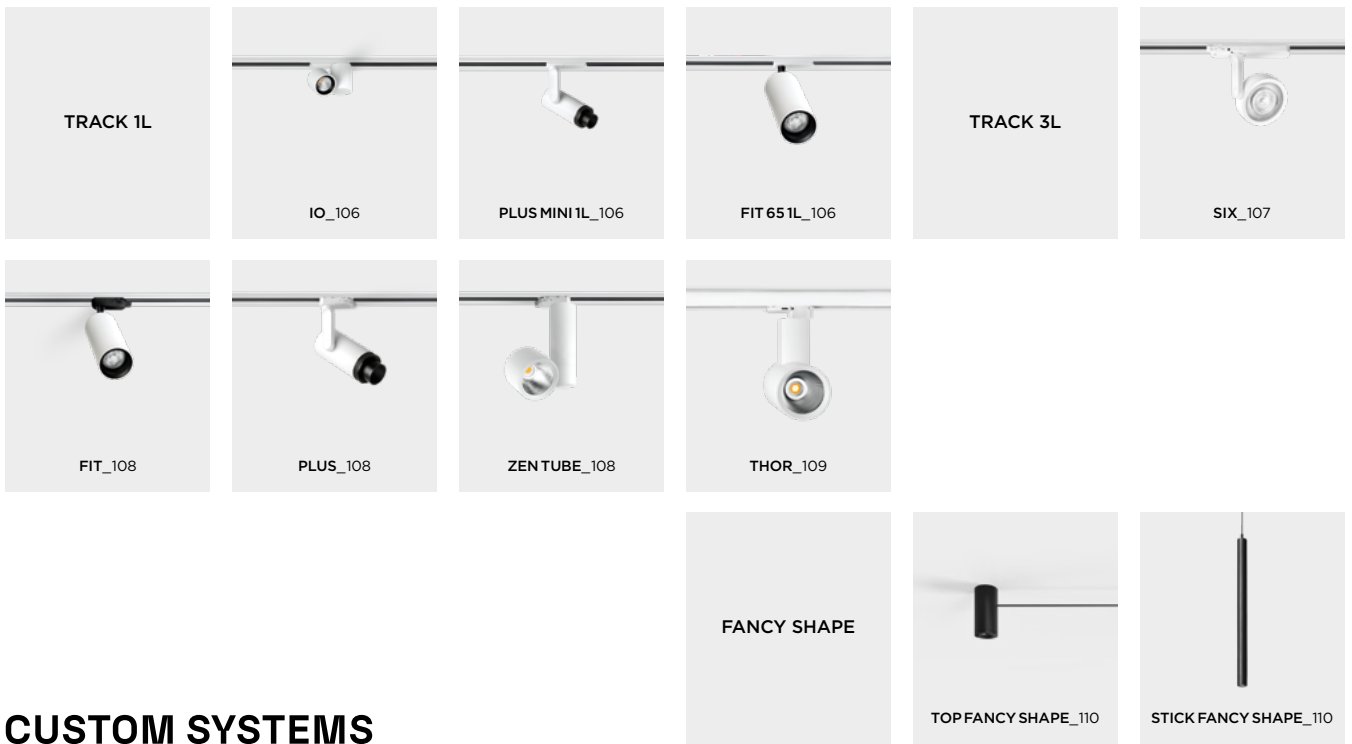 TRACK 1L
IO_106
PLUS MINI 1L_106
FIT 65 1L_106
TRACK 3L
SIX_107
FIT_108
PLUS_108
ZEN TUBE_108
THOR_109
CUSTOM SYSTEMS
FANCY SHAPE
TOP FANCY SHAPE_110
STICK FANCY SHAPE_110